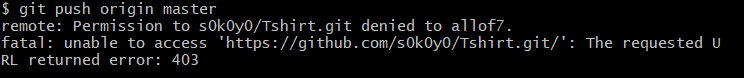 $ git push origin master
remote: Permission to s0k0y0/Tshirt.git denied to allof7.
fatal: unable to access 'https://github.com/s0k0y0/Tshirt.git/': The requested U
RL returned error: 403